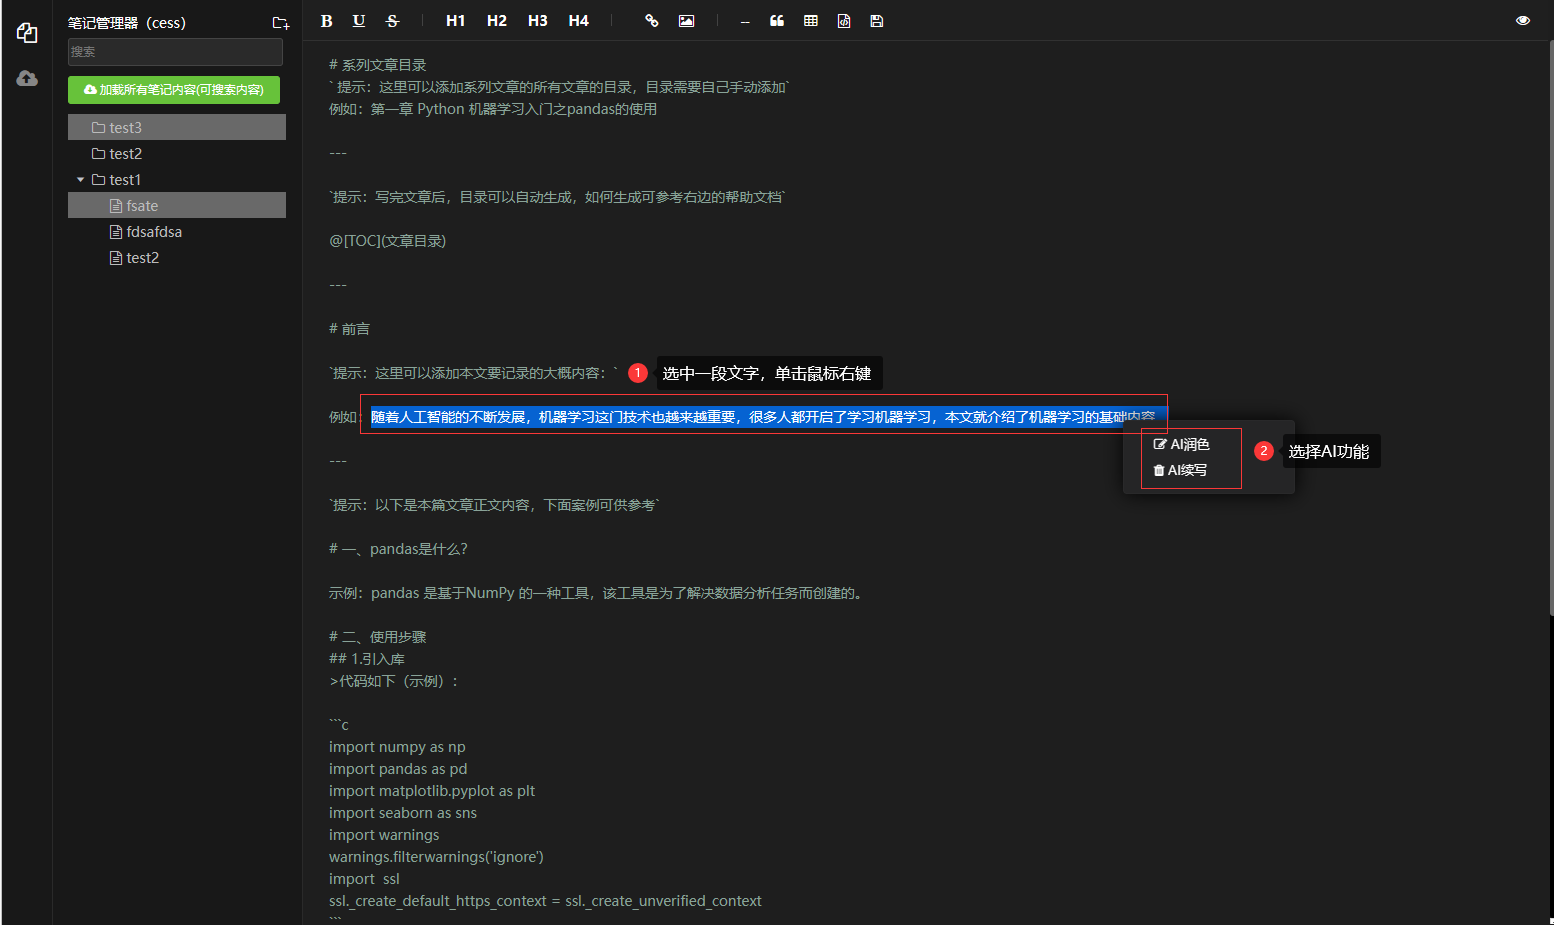 笔记管理器（cess）
搜索
加载所有笔记内容(可搜索内容)
test3
test2
test1
fsate
fdsafdsa
test2
B U S H1 H2 H3 H4
# 系列文章目录
` 提示：这里可以添加系列文章的所有文章的目录，目录需要自己手动添加`
例如：第一章 Python 机器学习入门之pandas的使用
---
`提示：写完文章后，目录可以自动生成，如何生成可参考右边的帮助文档`
@[TOC](文章目录)
---
# 前言
`提示：这里可以添加本文要记录的大概内容：`
1 选中一段文字，单击鼠标右键
例如：随着人工智能的不断发展，机器学习这门技术也越来越重要，很多人都开启了学习机器学习，本文就介绍了机器学习的基础内容
AI润色
AI续写
2 选择AI功能
---
`提示：以下是本篇文章正文内容，下面案例可供参考`
# 一、pandas是什么？
示例：pandas 是基于NumPy 的一种工具，该工具是为了解决数据分析任务而创建的。
# 二、使用步骤
## 1.引入库
>代码如下（示例）：
```c
import numpy as np
import pandas as pd
import matplotlib.pyplot as plt
import seaborn as sns
import warnings
warnings.filterwarnings('ignore')
import  ssl
ssl._create_default_https_context = ssl._create_unverified_context
```